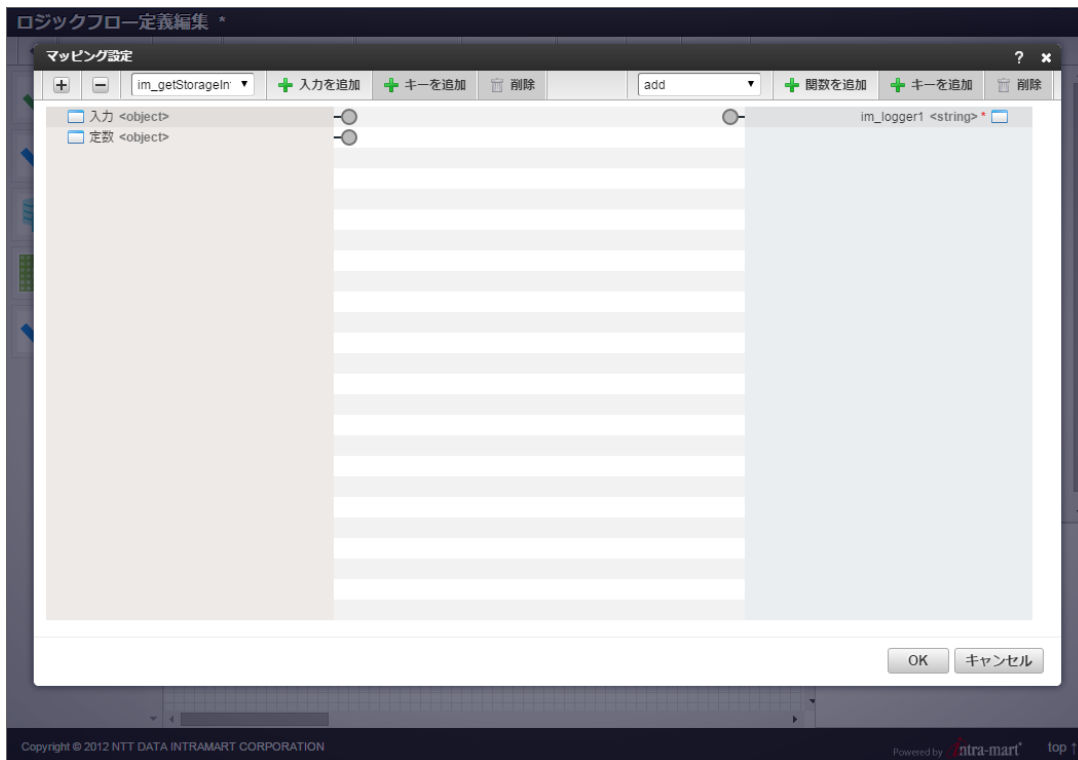 ロジックフロー定義編集 *
マッピング設定 ?
im_getStorageIn 入力を追加 キーを追加 削除 add 関数を追加 キーを追加 削除
入力 <object> im_logger1 <string> *
定数 <object>
OK キャンセル
Copyright © 2012 NTT DATA INTRAMART CORPORATION Powered by intra-mart top ↑